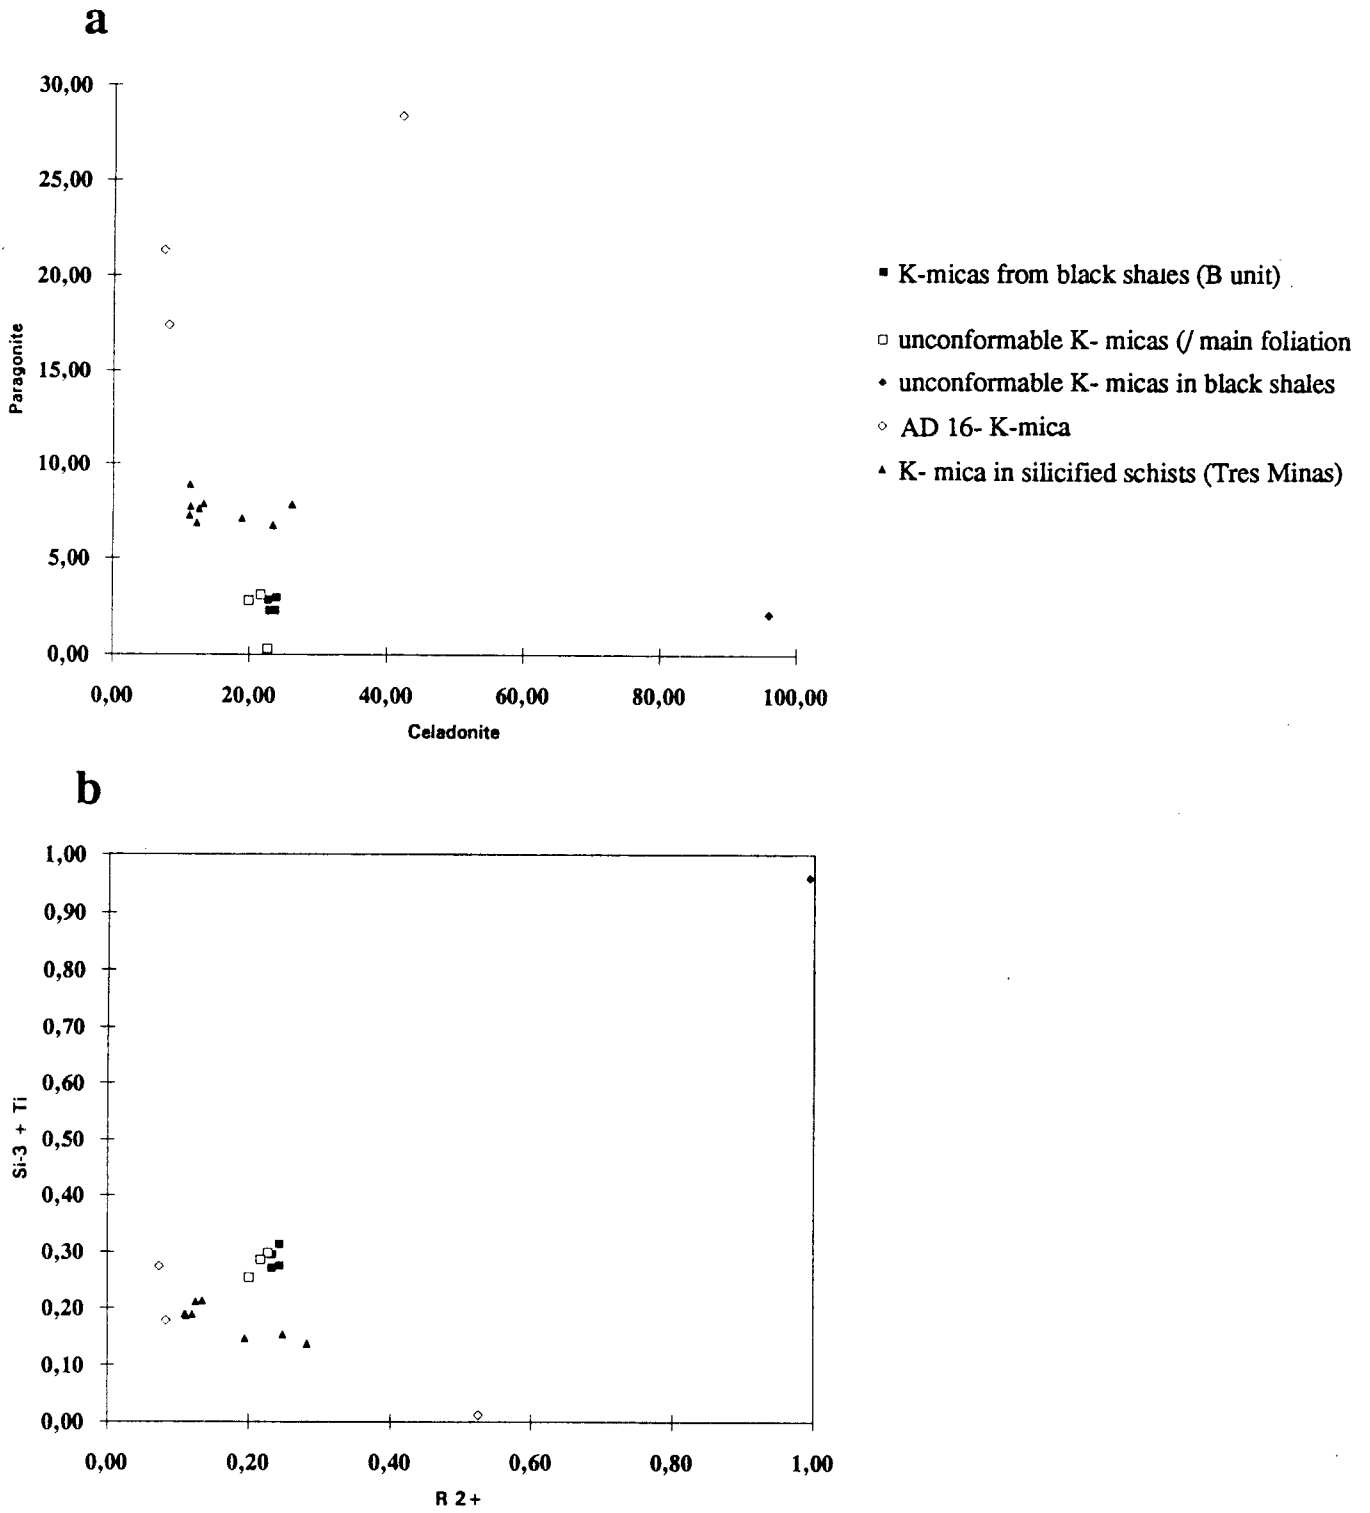 a
30,00
25,00
20,00
15,00
10,00
5,00
0,00
Paragonite
0,00 20,00 40,00 60,00 80,00 100,00
Celadonite
K-micas from black shales (B unit)
unconformable K- micas (/ main foliation
unconformable K- micas in black shales
AD 16- K-mica
K- mica in silicified schists (Tres Minas)
b
1,00
0,90
0,80
0,70
0,60
0,50
0,40
0,30
0,20
0,10
0,00
Si-3 + Ti
0,00 0,20 0,40 0,60 0,80 1,00
R 2+